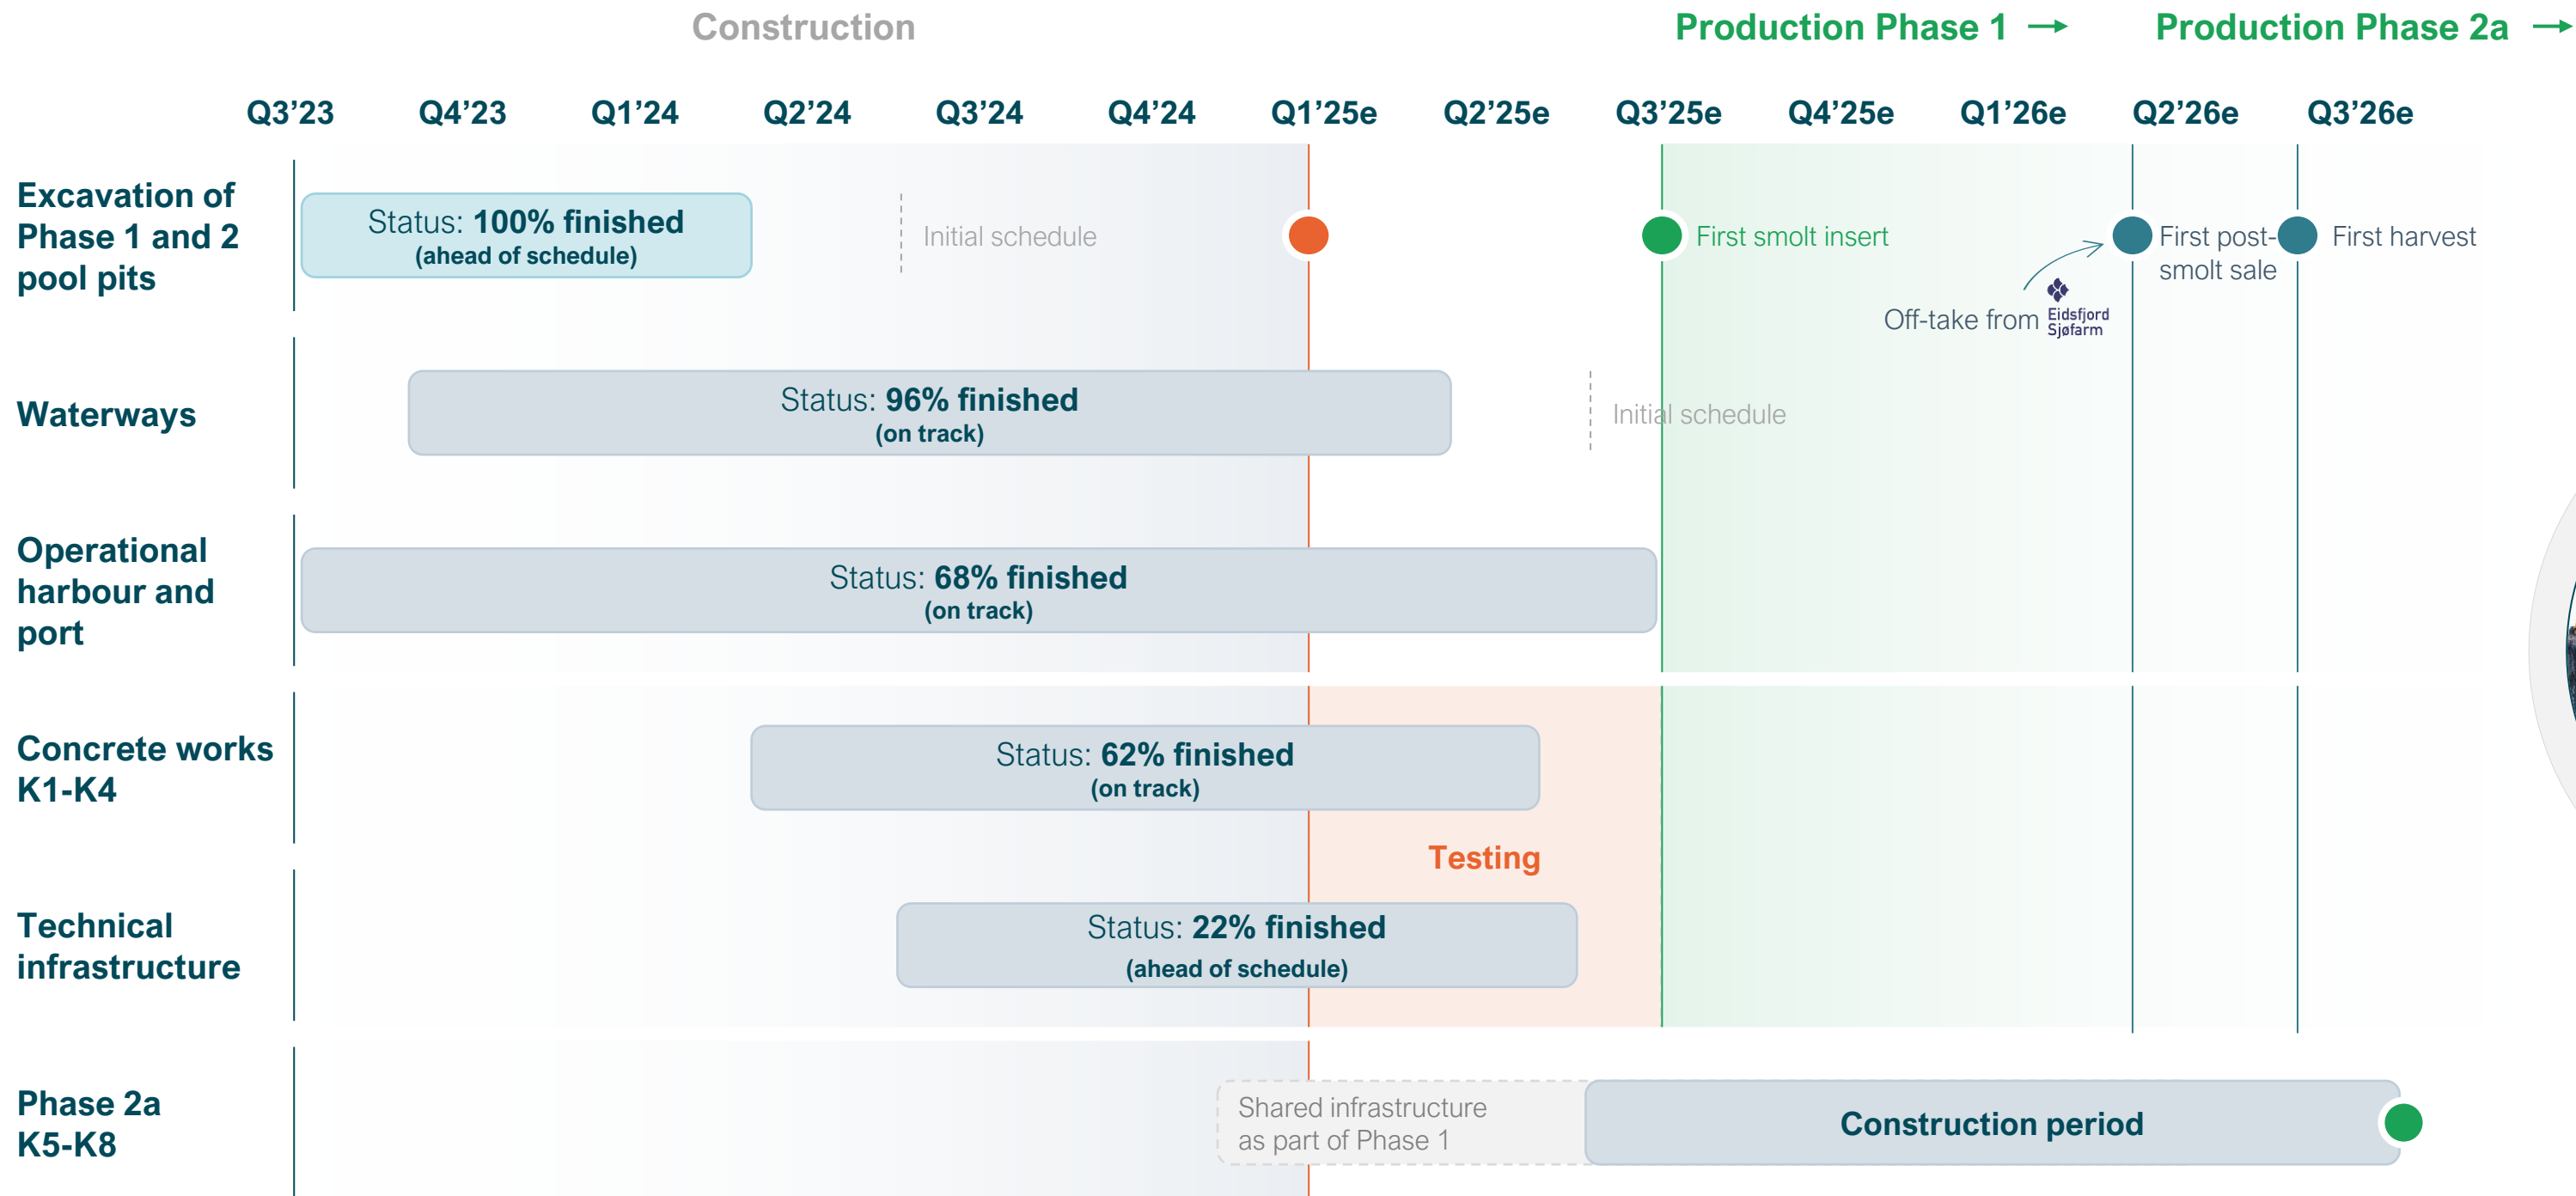 Construction
Production Phase 1 →
Production Phase 2a →
Q3’23 Q4’23 Q1’24 Q2’24 Q3’24 Q4’24 Q1’25e Q2’25e Q3’25e Q4’25e Q1’26e Q2’26e Q3’26e
Excavation of
Phase 1 and 2
pool pits
Status: 100% finished
(ahead of schedule)
Initial schedule
First smolt insert
First post-
smolt sale
First harvest
Off-take from
Eidsfjord
Sjøfarm
Waterways
Status: 96% finished
(on track)
Initial schedule
Operational
harbour and
port
Status: 68% finished
(on track)
Concrete works
K1-K4
Status: 62% finished
(on track)
Testing
Technical
infrastructure
Status: 22% finished
(ahead of schedule)
Phase 2a
K5-K8
Shared infrastructure
as part of Phase 1
Construction period